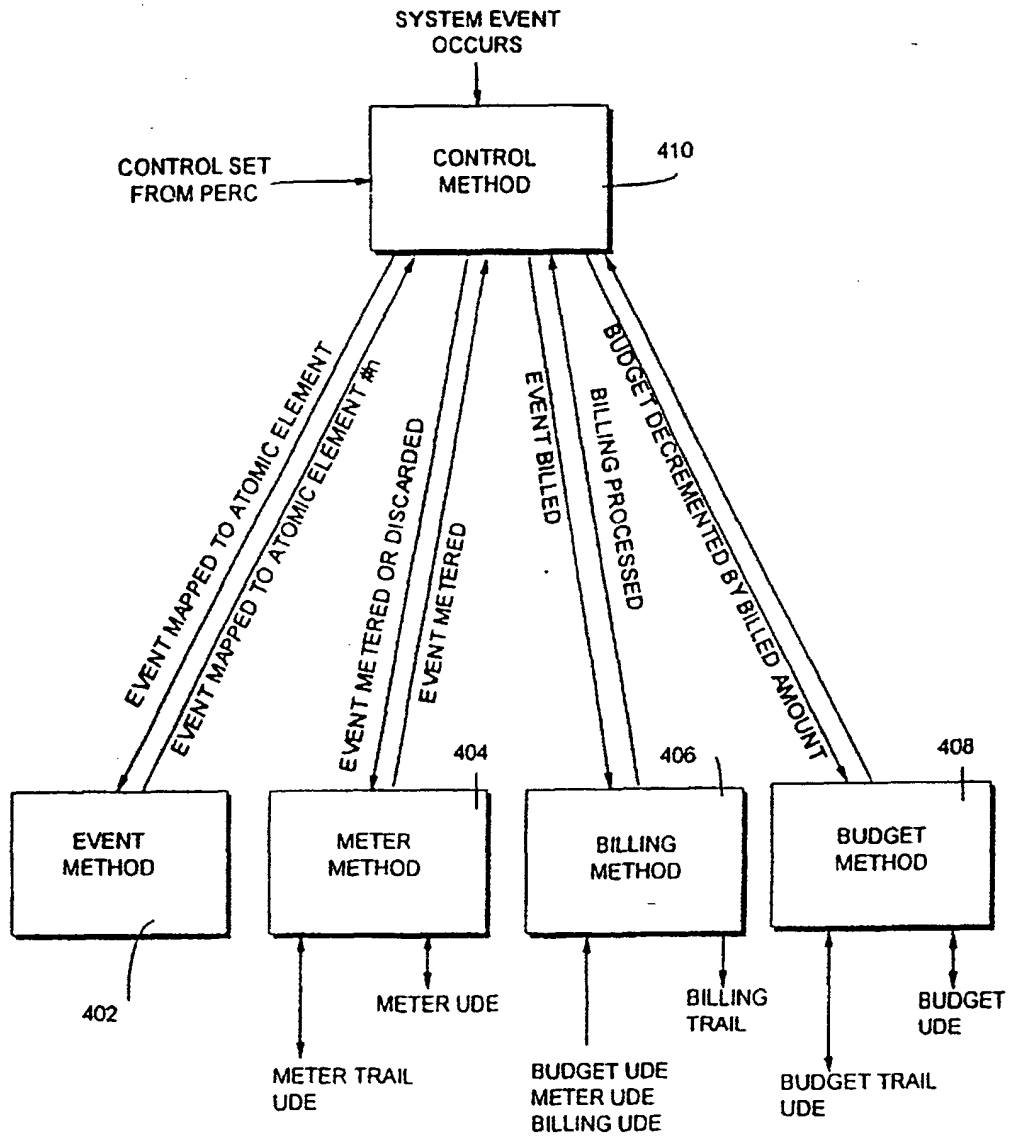 SYSTEM EVENT
OCCURS
CONTROL
METHOD
410
CONTROL SET
FROM PERC
EVENT MAPPED TO ATOMIC ELEMENT
EVENT MAPPED TO ATOMIC ELEMENT #n
EVENT METERED OR DISCARDED
EVENT METERED
EVENT BILLED
BILLING PROCESSED
BUDGET DECREMENTED BY BILLED AMOUNT
404
406
408
EVENT
METHOD
METER
METHOD
BILLING
METHOD
BUDGET
METHOD
402
METER UDE
METER TRAIL
UDE
BUDGET UDE
METER UDE
BILLING UDE
BILLING
TRAIL
BUDGET TRAIL
UDE
BUDGET
UDE